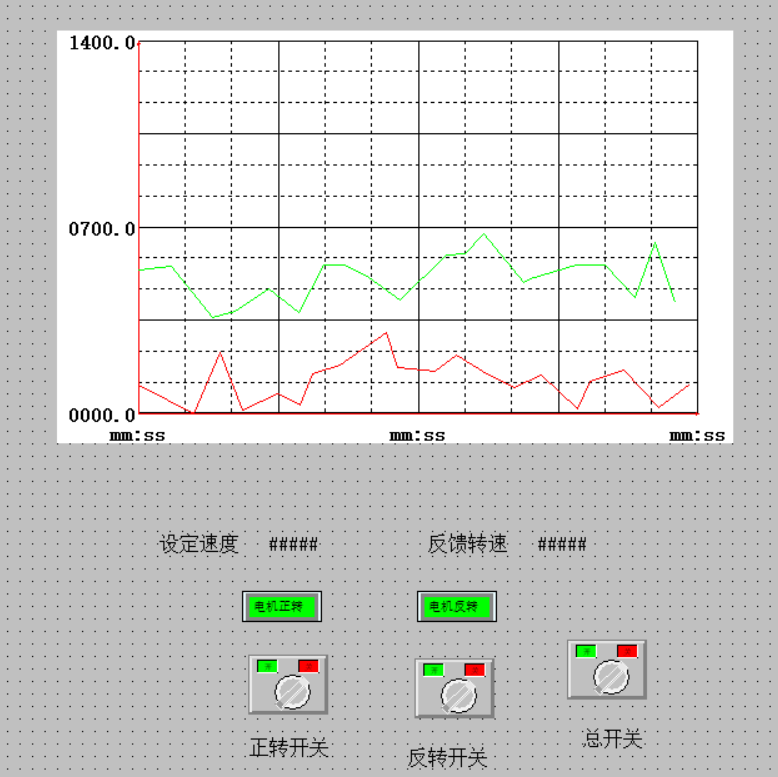 1400.0
0700.0
0000.0
mm:ss mm:ss mm:ss
设定速度 ##### 反馈转速 #####
电机正转 电机反转
正转开关 反转开关 总开关